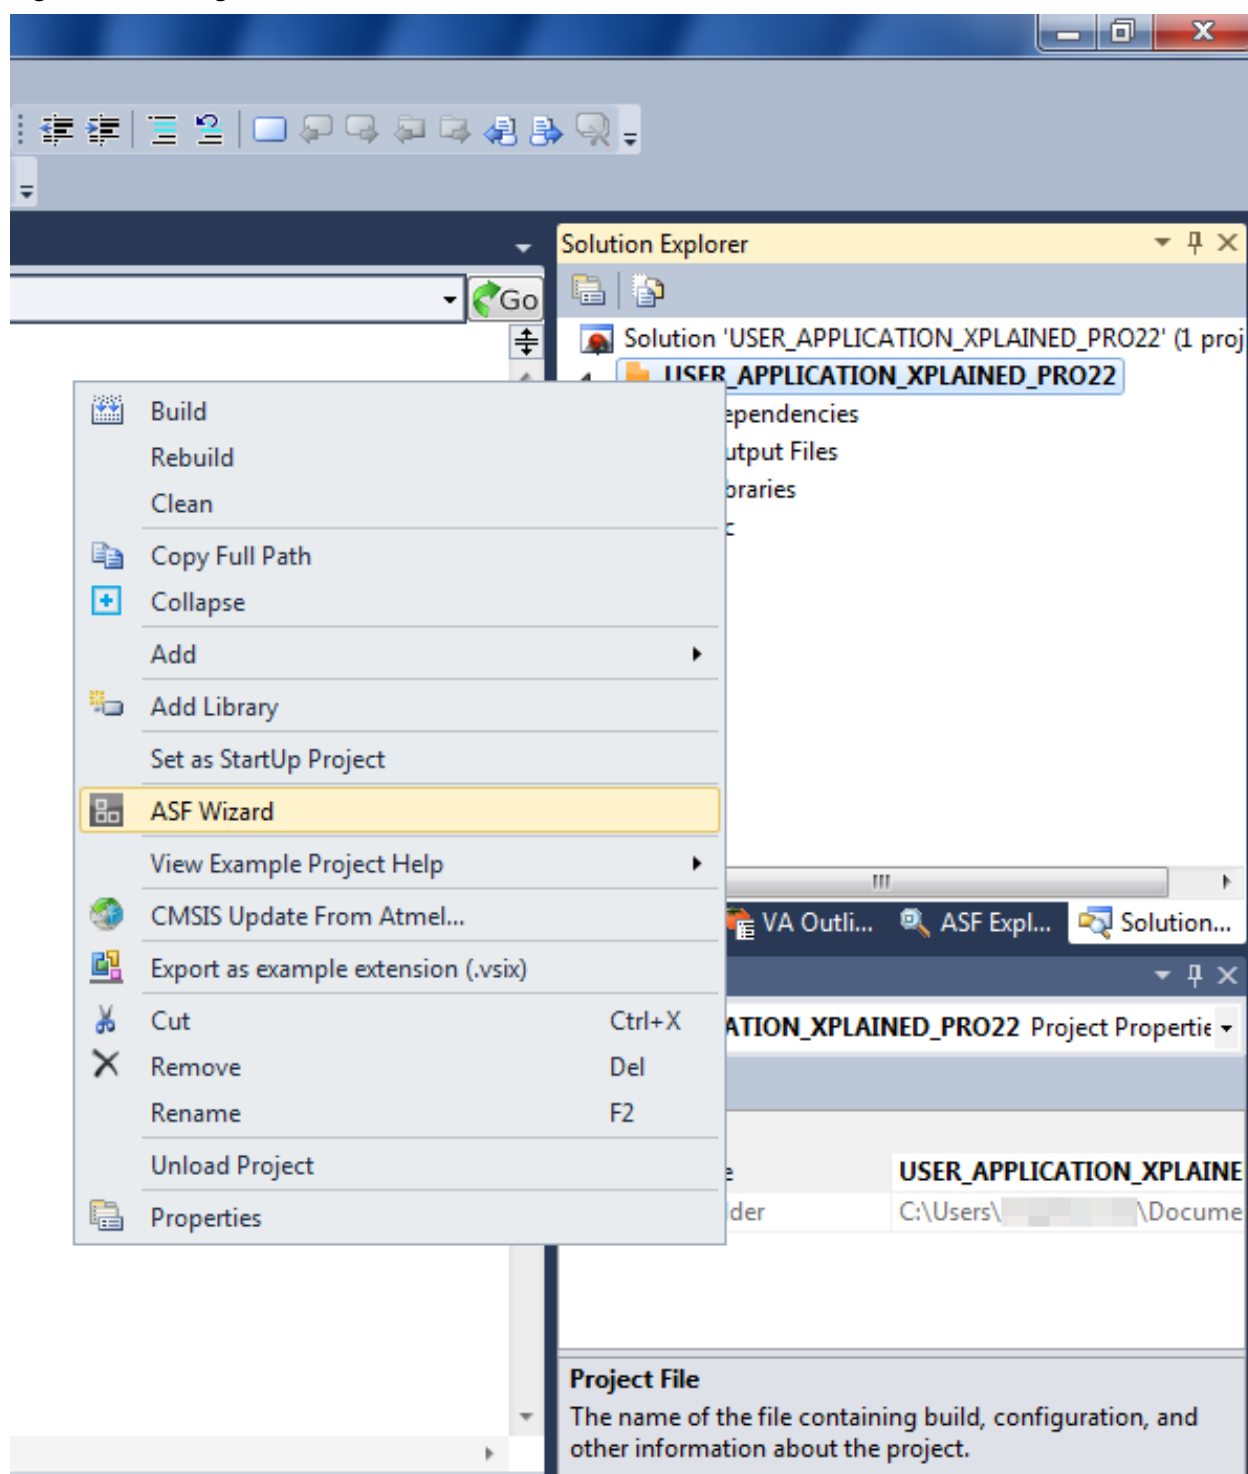 Solution Explorer
Go
Solution 'USER_APPLICATION_XPLAINED_PRO22' (1 proj
USER_APPLICATION_XPLAINED_PRO22
ependencies
utput Files
braries
c
Build
Rebuild
Clean
Copy Full Path
Collapse
Add
Add Library
Set as StartUp Project
ASF Wizard
View Example Project Help
CMSIS Update From Atmel...
Export as example extension (.vsix)
Cut Ctrl+X
Remove Del
Rename F2
Unload Project
Properties
VA Outli... ASF Expl... Solution...
ATION_XPLAINED_PRO22 Project Propertie
e USER_APPLICATION_XPLAINE
lder C:\Users\ \Docume
Project File
The name of the file containing build, configuration, and
other information about the project.